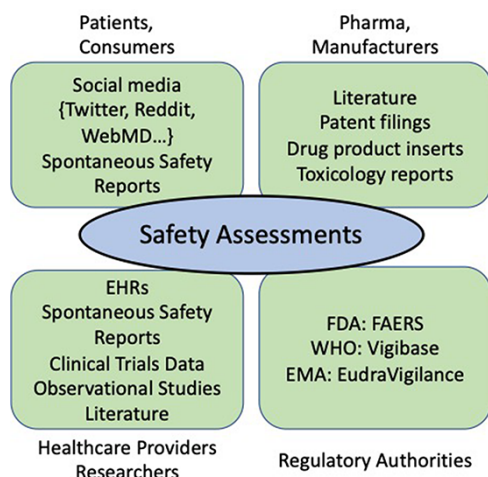 Patients,
Consumers
Pharma,
Manufacturers
Social media
{Twitter, Reddit,
WebMD...}
Spontaneous Safety
Reports
Literature
Patent filings
Drug product inserts
Toxicology reports
Safety Assessments
EHRs
Spontaneous Safety
Reports
Clinical Trials Data
Observational Studies
Literature
FDA: FAERS
WHO: Vigibase
EMA: EudraVigilance
Healthcare Providers
Researchers
Regulatory Authorities